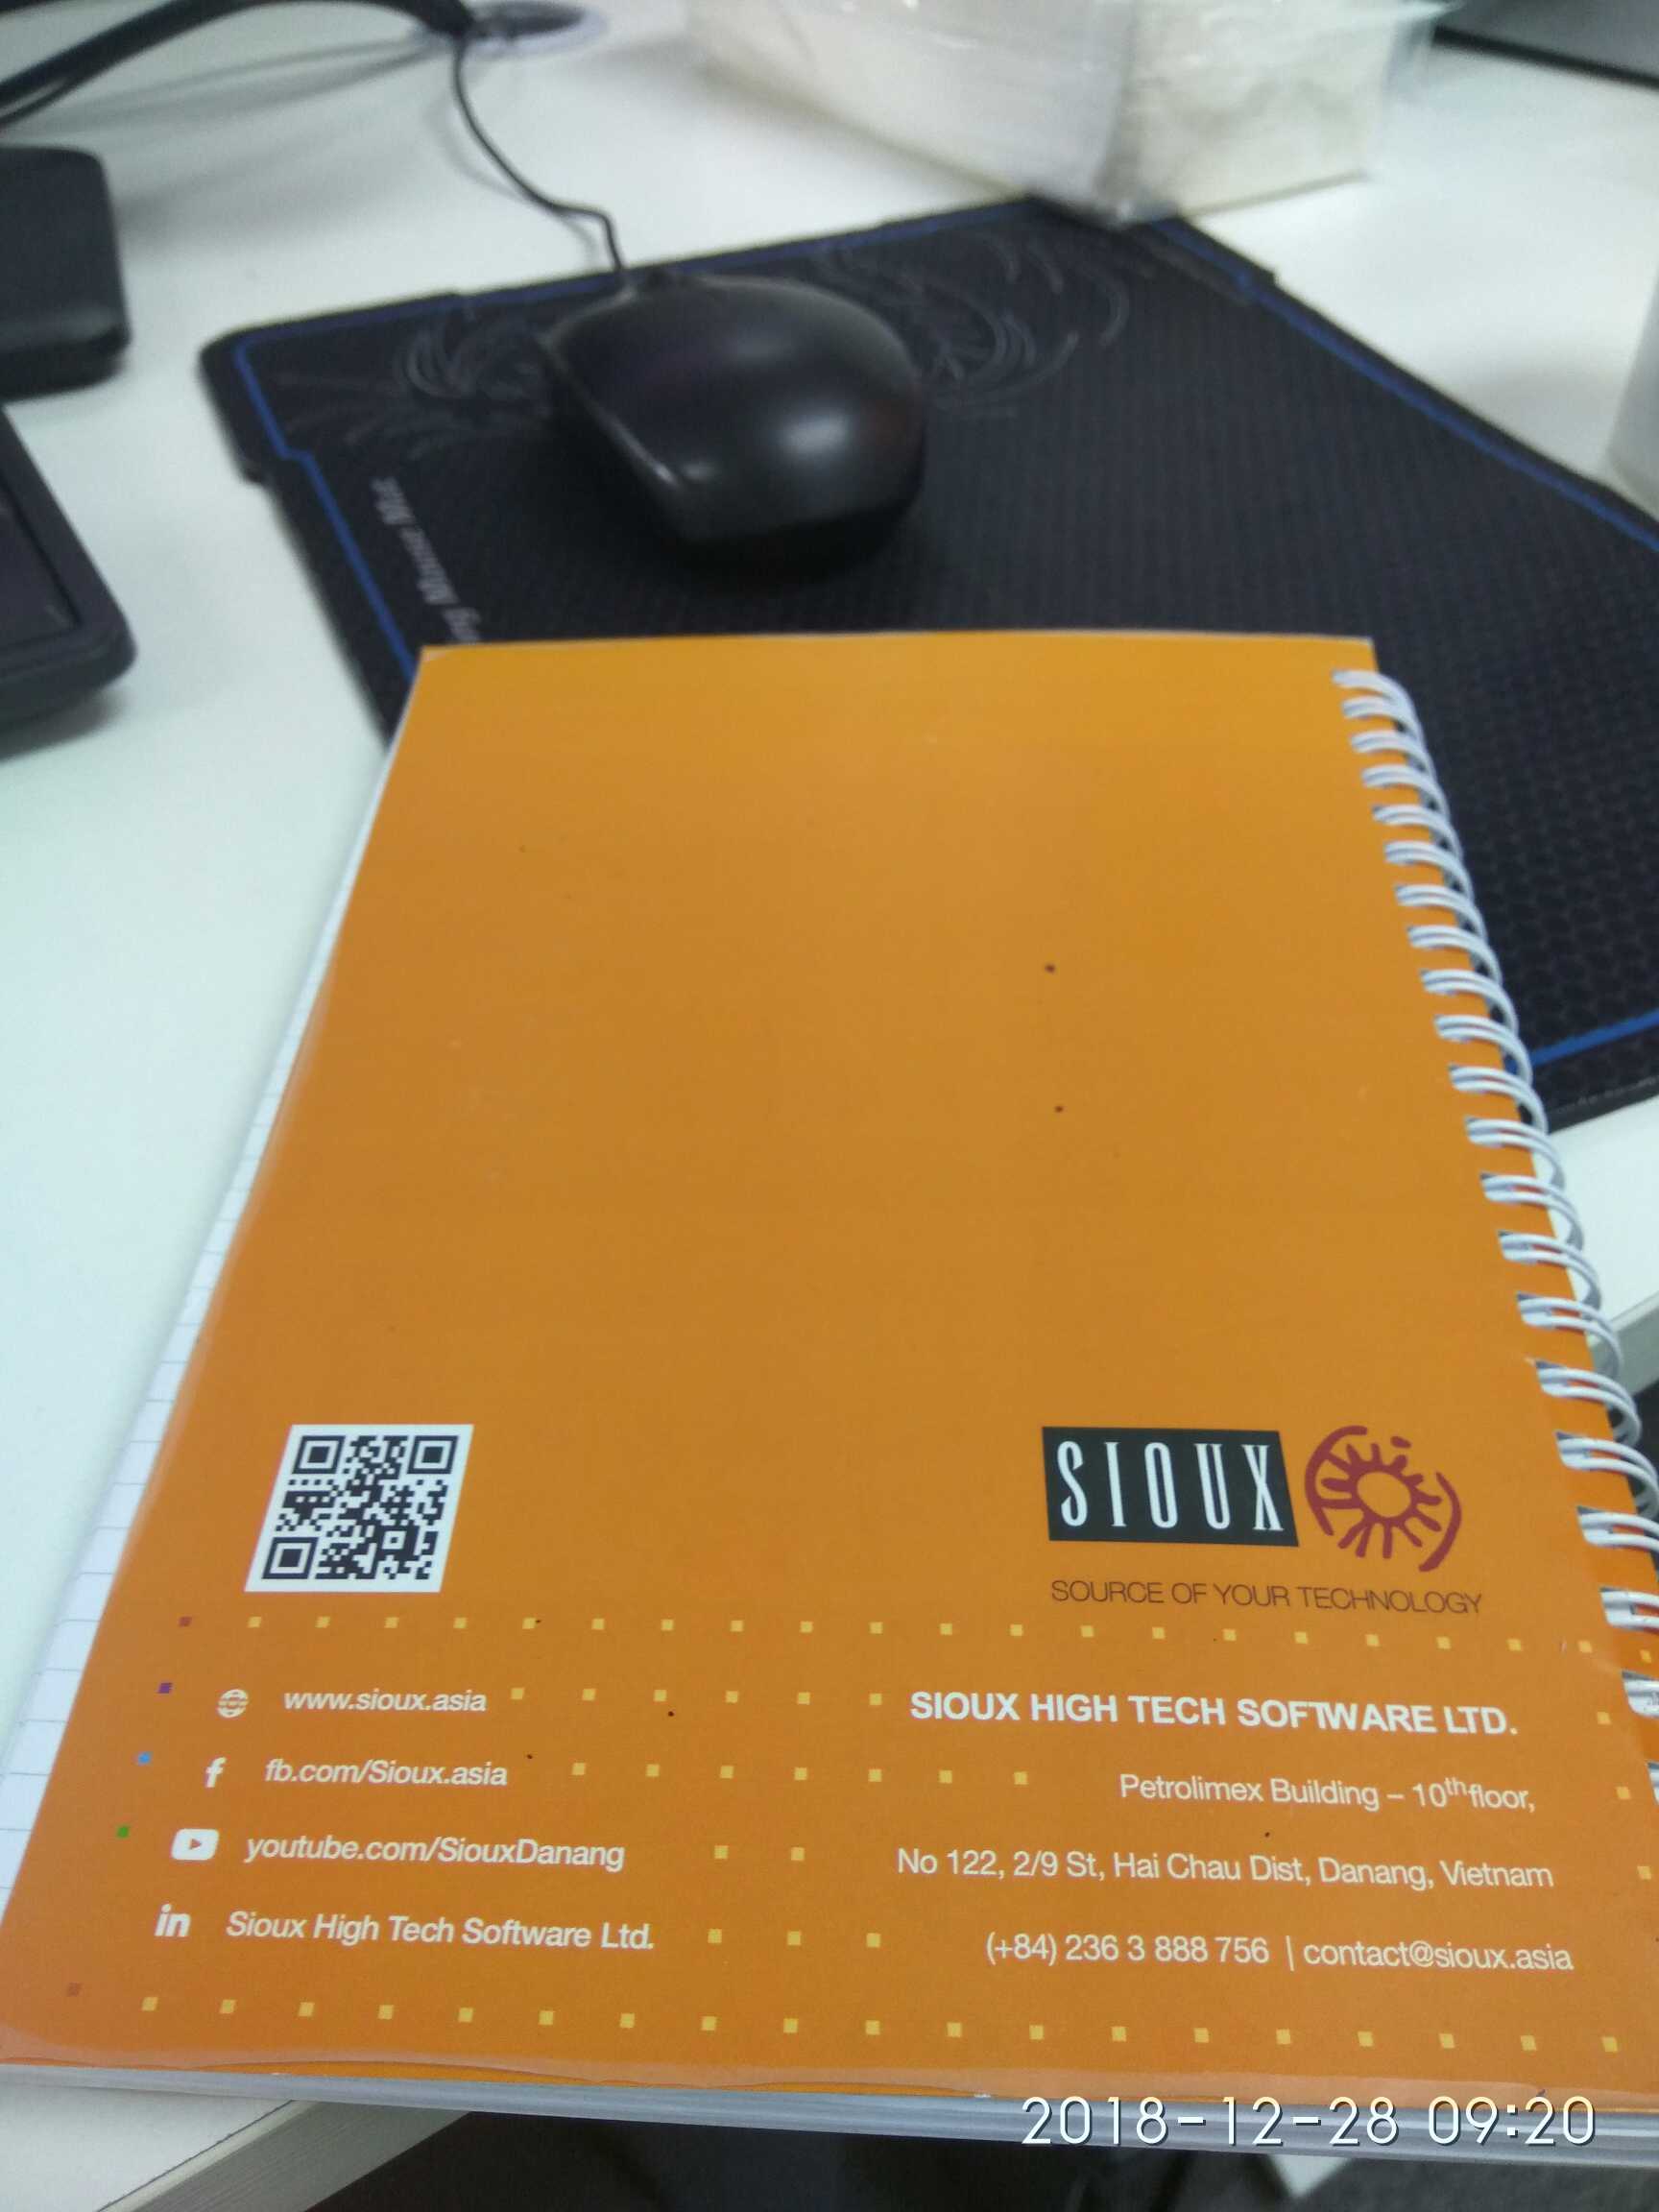 SIOUX
SOURCE OF YOUR TECHNOLOGY
www.sioux.asia
fb.com/Sioux.asia
youtube.com/SiouxDanang
in Sioux High Tech Software Ltd.
SIOUX HIGH TECH SOFTWARE LTD.
Petrolimex Building – 10th floor,
No 122, 2/9 St, Hai Chau Dist, Danang, Vietnam
(+84) 236 3 888 756 | contact@sioux.asia
2018-12-28 09:20